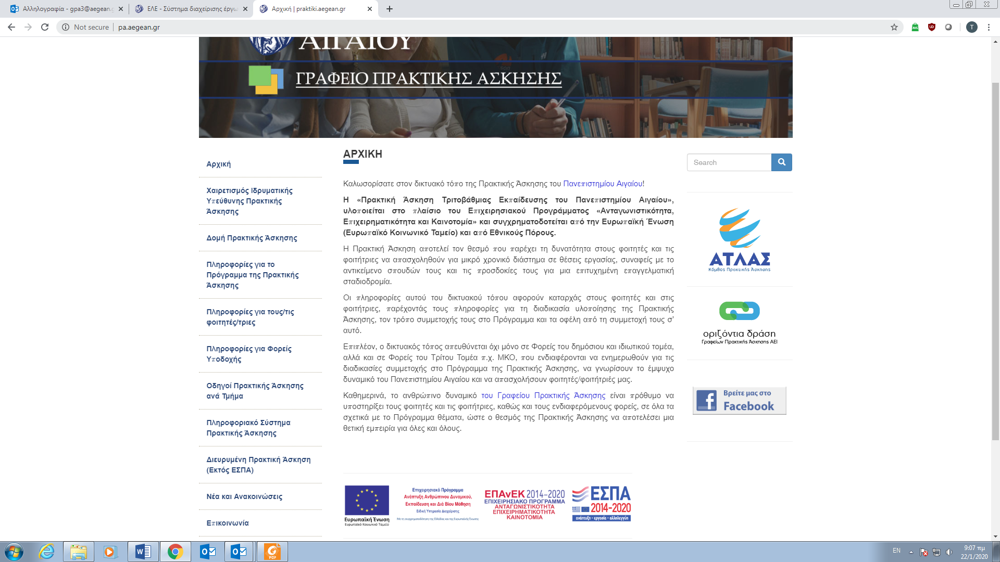 Αλληλογραφία - gpa3@aegean.g
ΕΛΕ - Σύστημα διαχείρισης έργω
Αρχική | praktiki.aegean.gr
Not secure
pa.aegean.gr
T
ΑΙΓΑΙΟΥ
ΓΡΑΦΕΙΟ ΠΡΑΚΤΙΚΗΣ ΑΣΚΗΣΗΣ
Αρχική
Χαιρετισμός Ιδρυματικής
Υπεύθυνης Πρακτικής
Άσκησης
Δομή Πρακτικής Άσκησης
Πληροφορίες για το
Πρόγραμμα της Πρακτικής
Άσκησης
Πληροφορίες για τους/τις
φοιτητές/τριες
Πληροφορίες για Φορείς
Υποδοχής
Οδηγοί Πρακτικής Άσκησης
ανά Τμήμα
Πληροφοριακό Σύστημα
Πρακτικής Άσκησης
Διευρυμένη Πρακτική Άσκηση
(Εκτός ΕΣΠΑ)
Νέα και Ανακοινώσεις
Επικοινωνία
ΑΡΧΙΚΗ
Καλωσορίσατε στον δικτυακό τόπο της Πρακτικής Άσκησης του Πανεπιστημίου Αιγαίου!
Η «Πρακτική Άσκηση Τριτοβάθμιας Εκπαίδευσης του Πανεπιστημίου Αιγαίου»,
υλοποιείται στο πλαίσιο του Επιχειρησιακού Προγράμματος «Ανταγωνιστικότητα,
Επιχειρηματικότητα και Καινοτομία» και συγχρηματοδοτείται από την Ευρωπαϊκή Ένωση
(Ευρωπαϊκό Κοινωνικό Ταμείο) και από Εθνικούς Πόρους.
Η Πρακτική Άσκηση αποτελεί τον θεσμό που παρέχει τη δυνατότητα στους φοιτητές και τις
φοιτήτριες να απασχοληθούν για μικρό χρονικό διάστημα σε θέσεις εργασίας, συναφείς με το
αντικείμενο σπουδών τους και τις προσδοκίες τους για μια επιτυχημένη επαγγελματική
σταδιοδρομία.
Οι πληροφορίες αυτού του δικτυακού τόπου αφορούν καταρχάς στους φοιτητές και στις
φοιτήτριες, παρέχοντάς τους πληροφορίες για τη διαδικασία υλοποίησης της Πρακτικής
Άσκησης, τον τρόπο συμμετοχής τους στο Πρόγραμμα και τα οφέλη από τη συμμετοχή τους σ'
αυτό.
Επιπλέον, ο δικτυακός τόπος απευθύνεται όχι μόνο σε Φορείς του δημόσιου και ιδιωτικού τομέα,
αλλά και σε Φορείς του Τρίτου Τομέα π.χ. ΜΚΟ, που ενδιαφέρονται να ενημερωθούν για τις
διαδικασίες συμμετοχής στο Πρόγραμμα της Πρακτικής Άσκησης, να γνωρίσουν το έμψυχο
δυναμικό του Πανεπιστημίου Αιγαίου και να απασχολήσουν φοιτητές/φοιτήτριές μας.
Καθημερινά, το ανθρώπινο δυναμικό του Γραφείου Πρακτικής Άσκησης είναι πρόθυμο να
υποστηρίξει τους φοιτητές και τις φοιτήτριες, καθώς και τους ενδιαφερόμενους φορείς, σε όλα τα
σχετικά με το Πρόγραμμα θέματα, ώστε ο θεσμός της Πρακτικής Άσκησης να αποτελέσει μια
θετική εμπειρία για όλες και όλους.
Search
ΑΤΛΑΣ
Κόμβος Πρακτικής Άσκησης
οριζόντια δράση
Γραφείων Πρακτικής Άσκησης ΑΕΙ
Βρείτε μας στο
Facebook
Ευρωπαϊκή Ένωση
Ευρωπαϊκό Κοινωνικό Ταμείο
Επιχειρησιακό Πρόγραμμα
Ανάπτυξη Ανθρώπινου Δυναμικού,
Εκπαίδευση και Διά Βίου Μάθηση
Ειδική Υπηρεσία Διαχείρισης
Με τη συγχρηματοδότηση της Ελλάδας και της Ευρωπαϊκής Ένωσης
ΕΠΑνΕΚ 2014-2020
ΕΠΙΧΕΙΡΗΣΙΑΚΟ ΠΡΟΓΡΑΜΜΑ
ΑΝΤΑΓΩΝΙΣΤΙΚΟΤΗΤΑ
ΕΠΙΧΕΙΡΗΜΑΤΙΚΟΤΗΤΑ
ΚΑΙΝΟΤΟΜΙΑ
ΕΣΠΑ
2014-2020
ανάπτυξη - εργασία - αλληλεγγύη
PDF
EN
9:07 πμ
22/1/2020